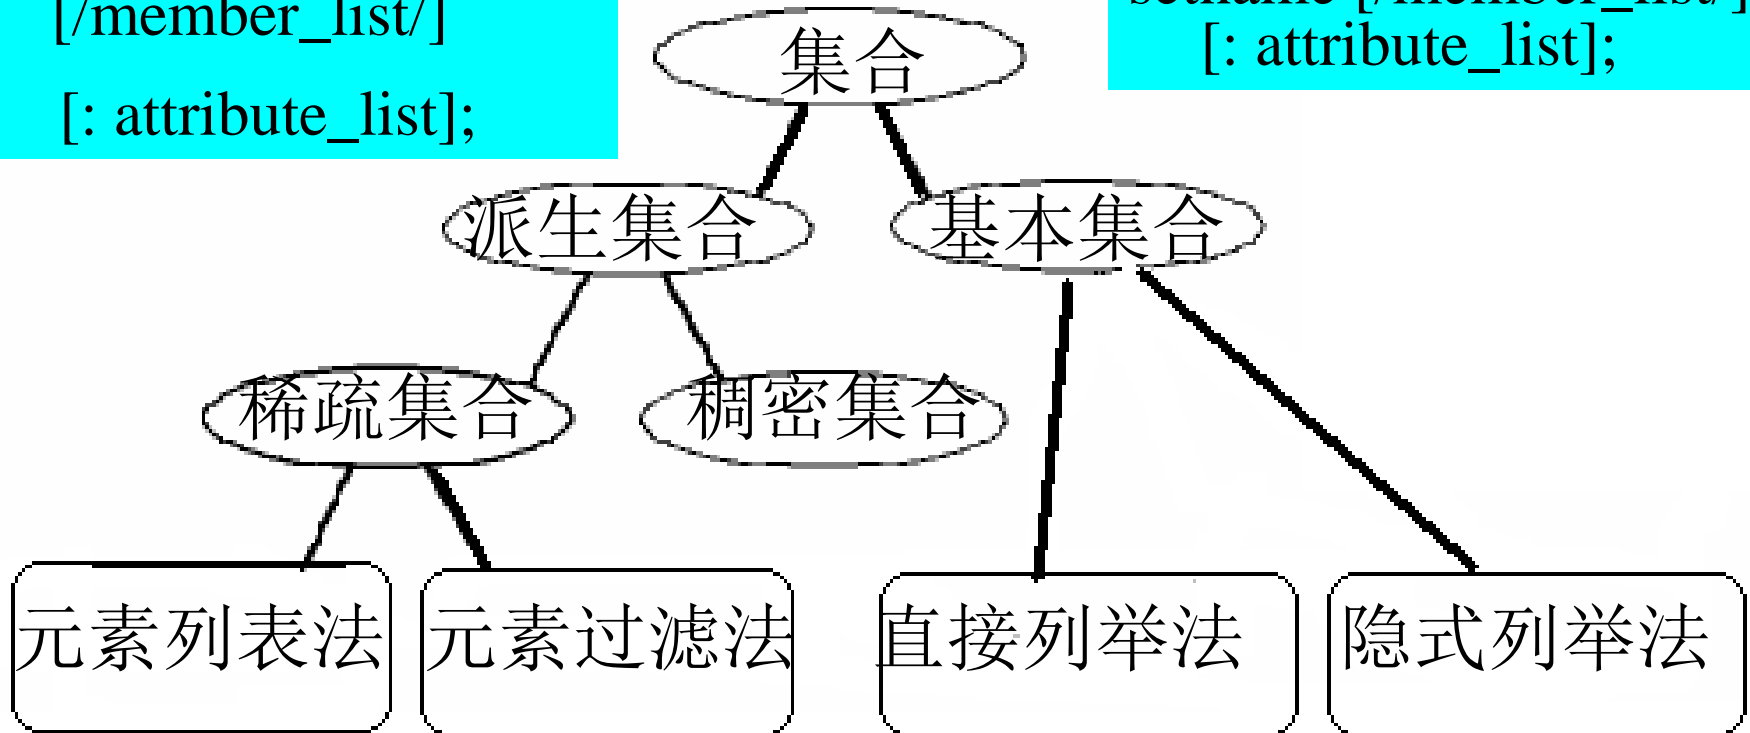 [/member_list/]
[: attribute_list];
setname [/member_list/]
[: attribute_list];
集合
派生集合
基本集合
稀疏集合
稠密集合
元素列表法
元素过滤法
直接列举法
隐式列举法